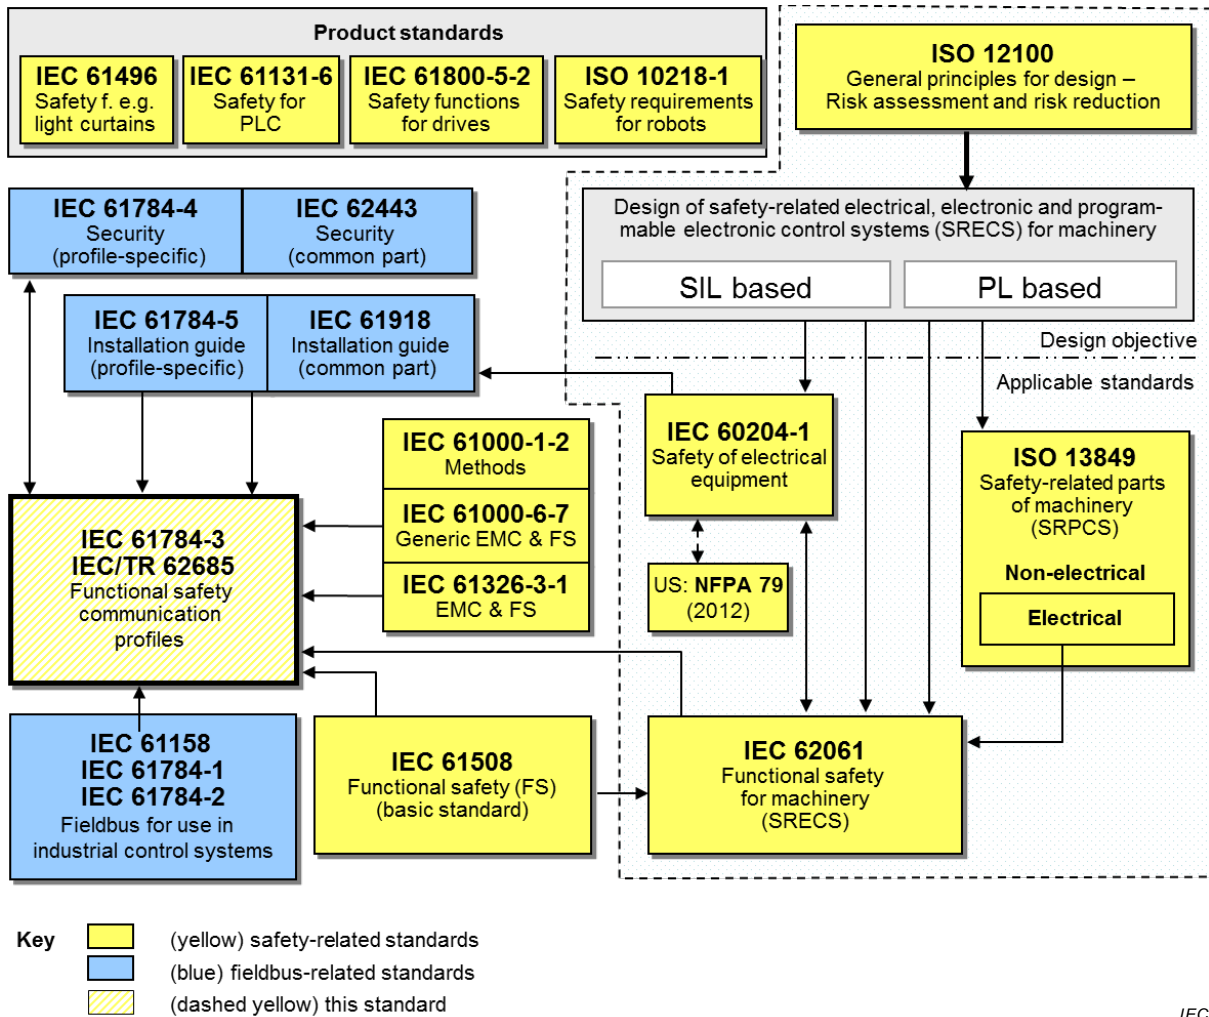 Product standards
IEC 61496
Safety f. e.g.
light curtains
IEC 61131-6
Safety for
PLC
IEC 61800-5-2
Safety functions
for drives
ISO 10218-1
Safety requirements
for robots
ISO 12100
General principles for design –
Risk assessment and risk reduction
IEC 61784-4
Security
(profile-specific)
IEC 62443
Security
(common part)
Design of safety-related electrical, electronic and program-
mable electronic control systems (SRECS) for machinery
SIL based
PL based
IEC 61784-5
Installation guide
(profile-specific)
IEC 61918
Installation guide
(common part)
Design objective
Applicable standards
IEC 61000-1-2
Methods
IEC 61000-6-7
Generic EMC & FS
IEC 61326-3-1
EMC & FS
IEC 60204-1
Safety of electrical
equipment
US: NFPA 79
(2012)
ISO 13849
Safety-related parts
of machinery
(SRPCS)
Non-electrical
Electrical
IEC 61784-3
IEC/TR 62685
Functional safety
communication
profiles
IEC 61158
IEC 61784-1
IEC 61784-2
Fieldbus for use in
industrial control systems
IEC 61508
Functional safety (FS)
(basic standard)
IEC 62061
Functional safety
for machinery
(SRECS)
Key
(yellow) safety-related standards
(blue) fieldbus-related standards
(dashed yellow) this standard
IEC